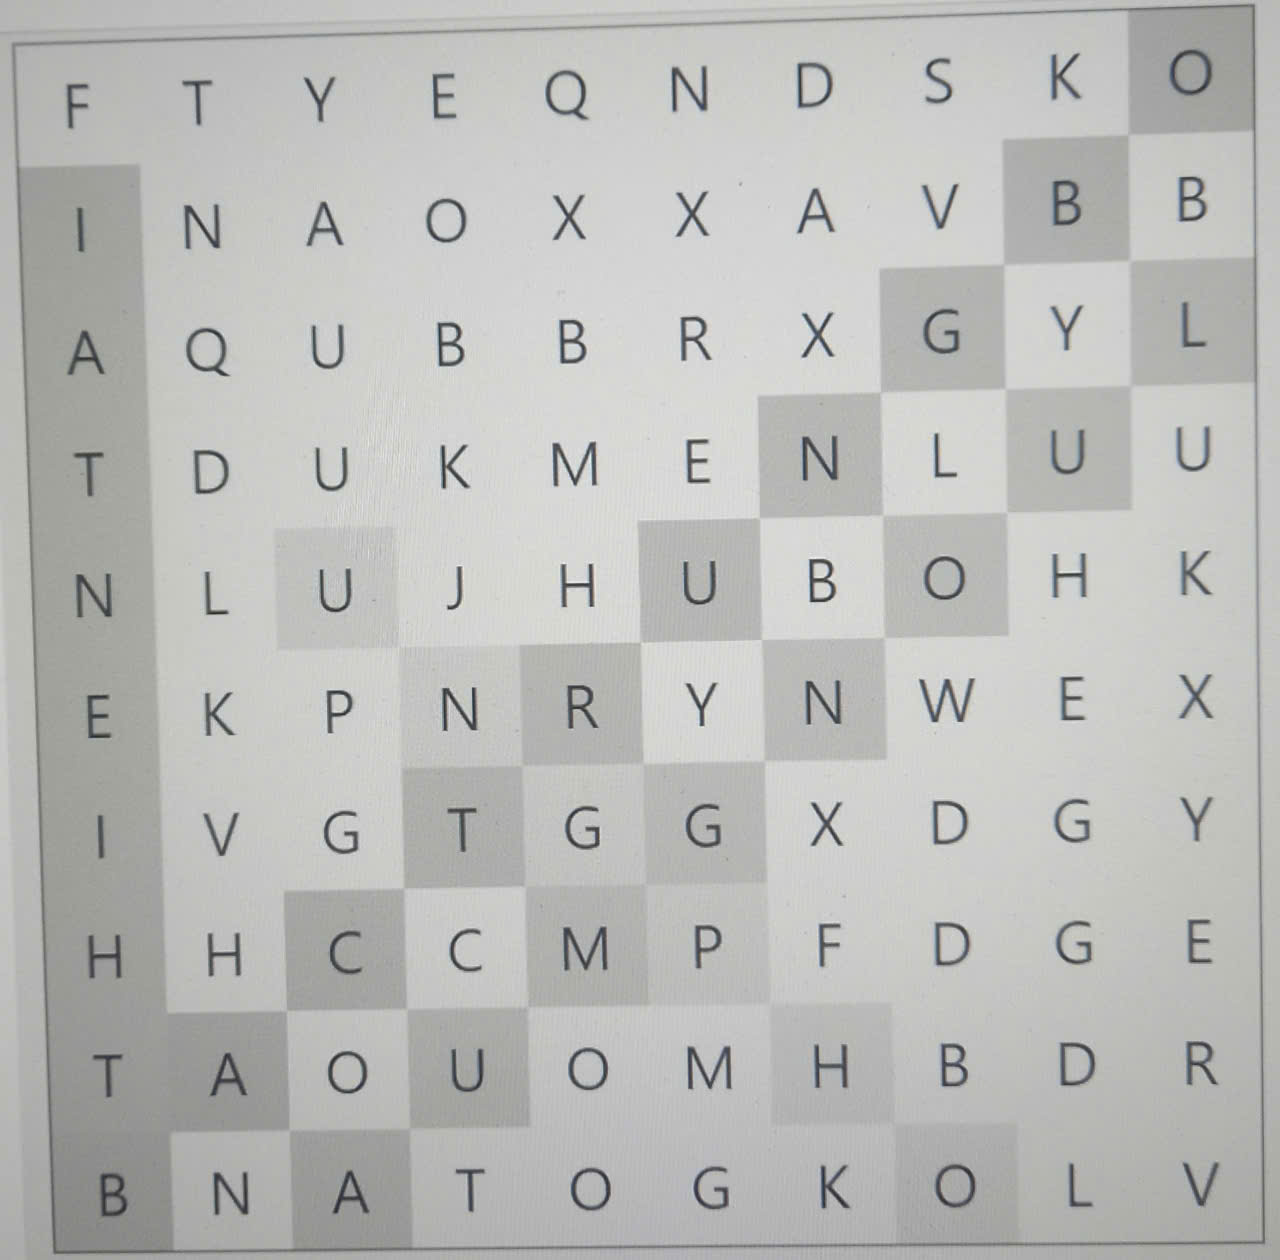 F T Y E Q N D S K O
I N A O X X A V B B
A Q U B B R X G Y L
T D U K M E N L U U
N L U J H U B O H K
E K P N R Y N W E X
I V G T G G X D G Y
H H C C M P F D G E
T A O U O M H B D R
B N A T O G K O L V